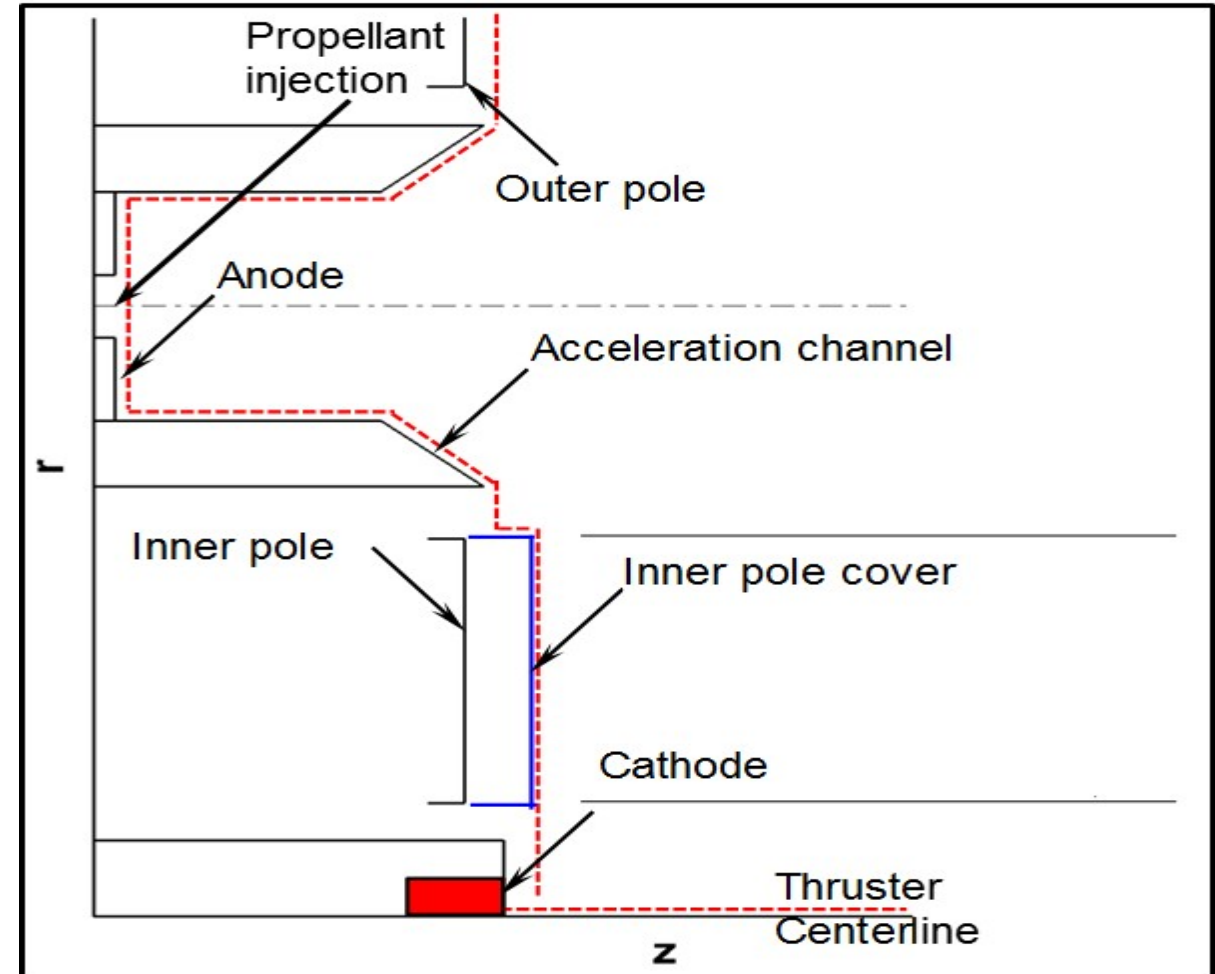 Propellant
injection
Outer pole
Anode
Acceleration channel
r
Inner pole
Inner pole cover
Cathode
Thruster
Centerline
z